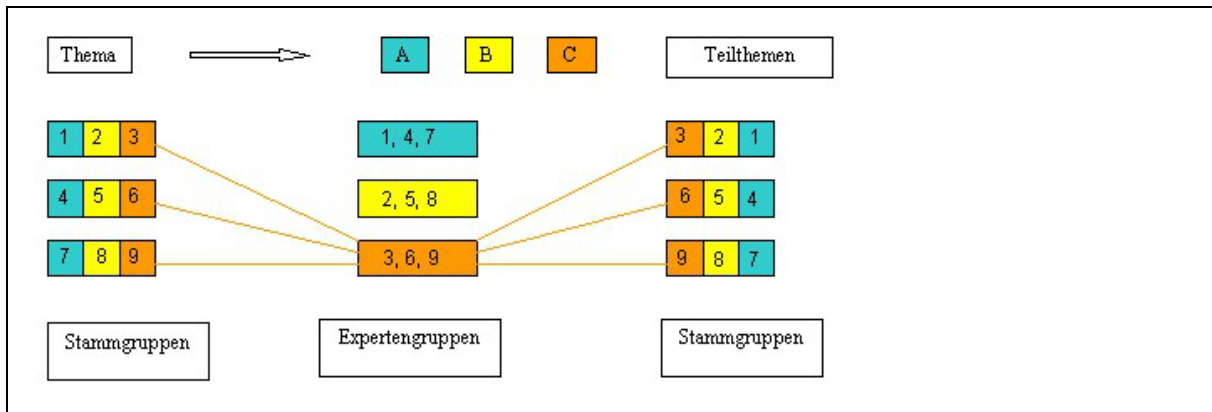 Thema A B C Teilthemen
1 2 3 1, 4, 7 3 2 1
4 5 6 2, 5, 8 6 5 4
7 8 9 3, 6, 9 9 8 7
Stammgruppen Expertengruppen Stammgruppen